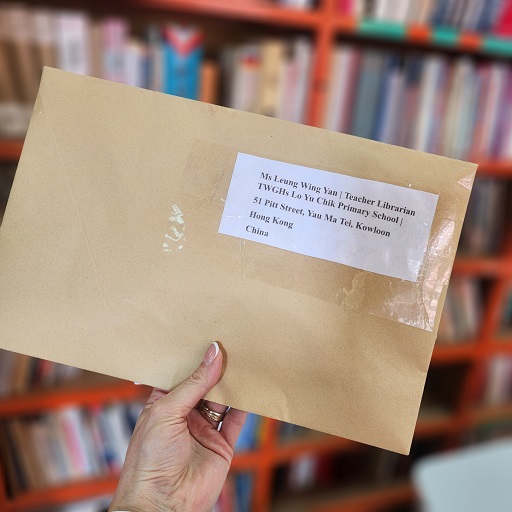 Ms Leung Wing Yan | Teacher Librarian
TWGHs Lo Yu Chik Primary School |
51 Pitt Street, Yau Ma Tei, Kowloon
Hong Kong
China